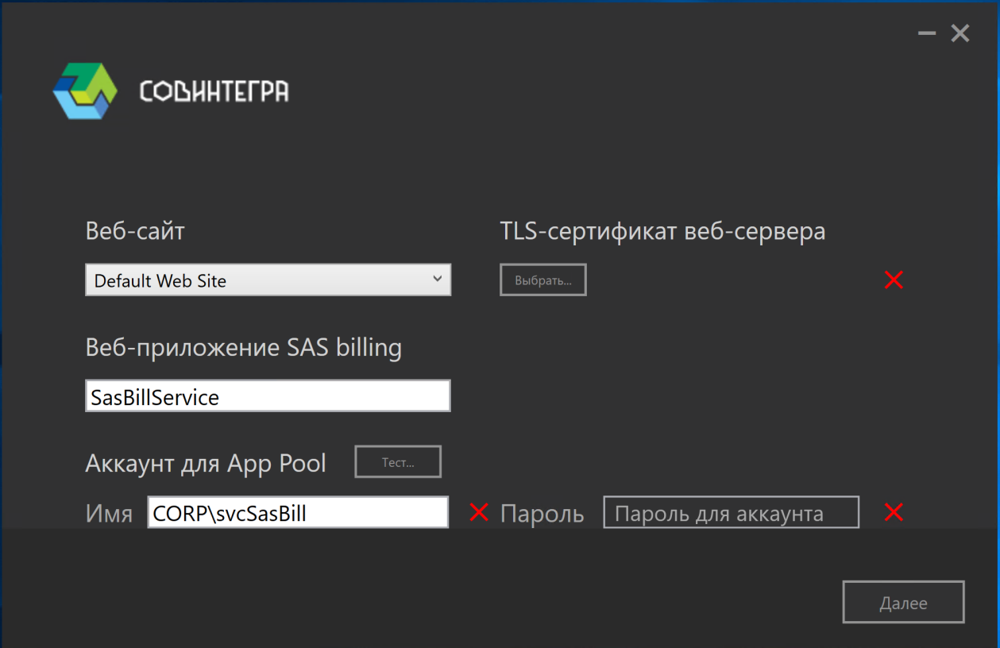 СОВИНТЕГРА
Веб-сайт
TLS-сертификат веб-сервера
Default Web Site
Выбрать...
Веб-приложение SAS billing
SasBillService
Аккаунт для App Pool
Тест...
Имя
CORP\svcSasBill
Пароль
Пароль для аккаунта
Далее